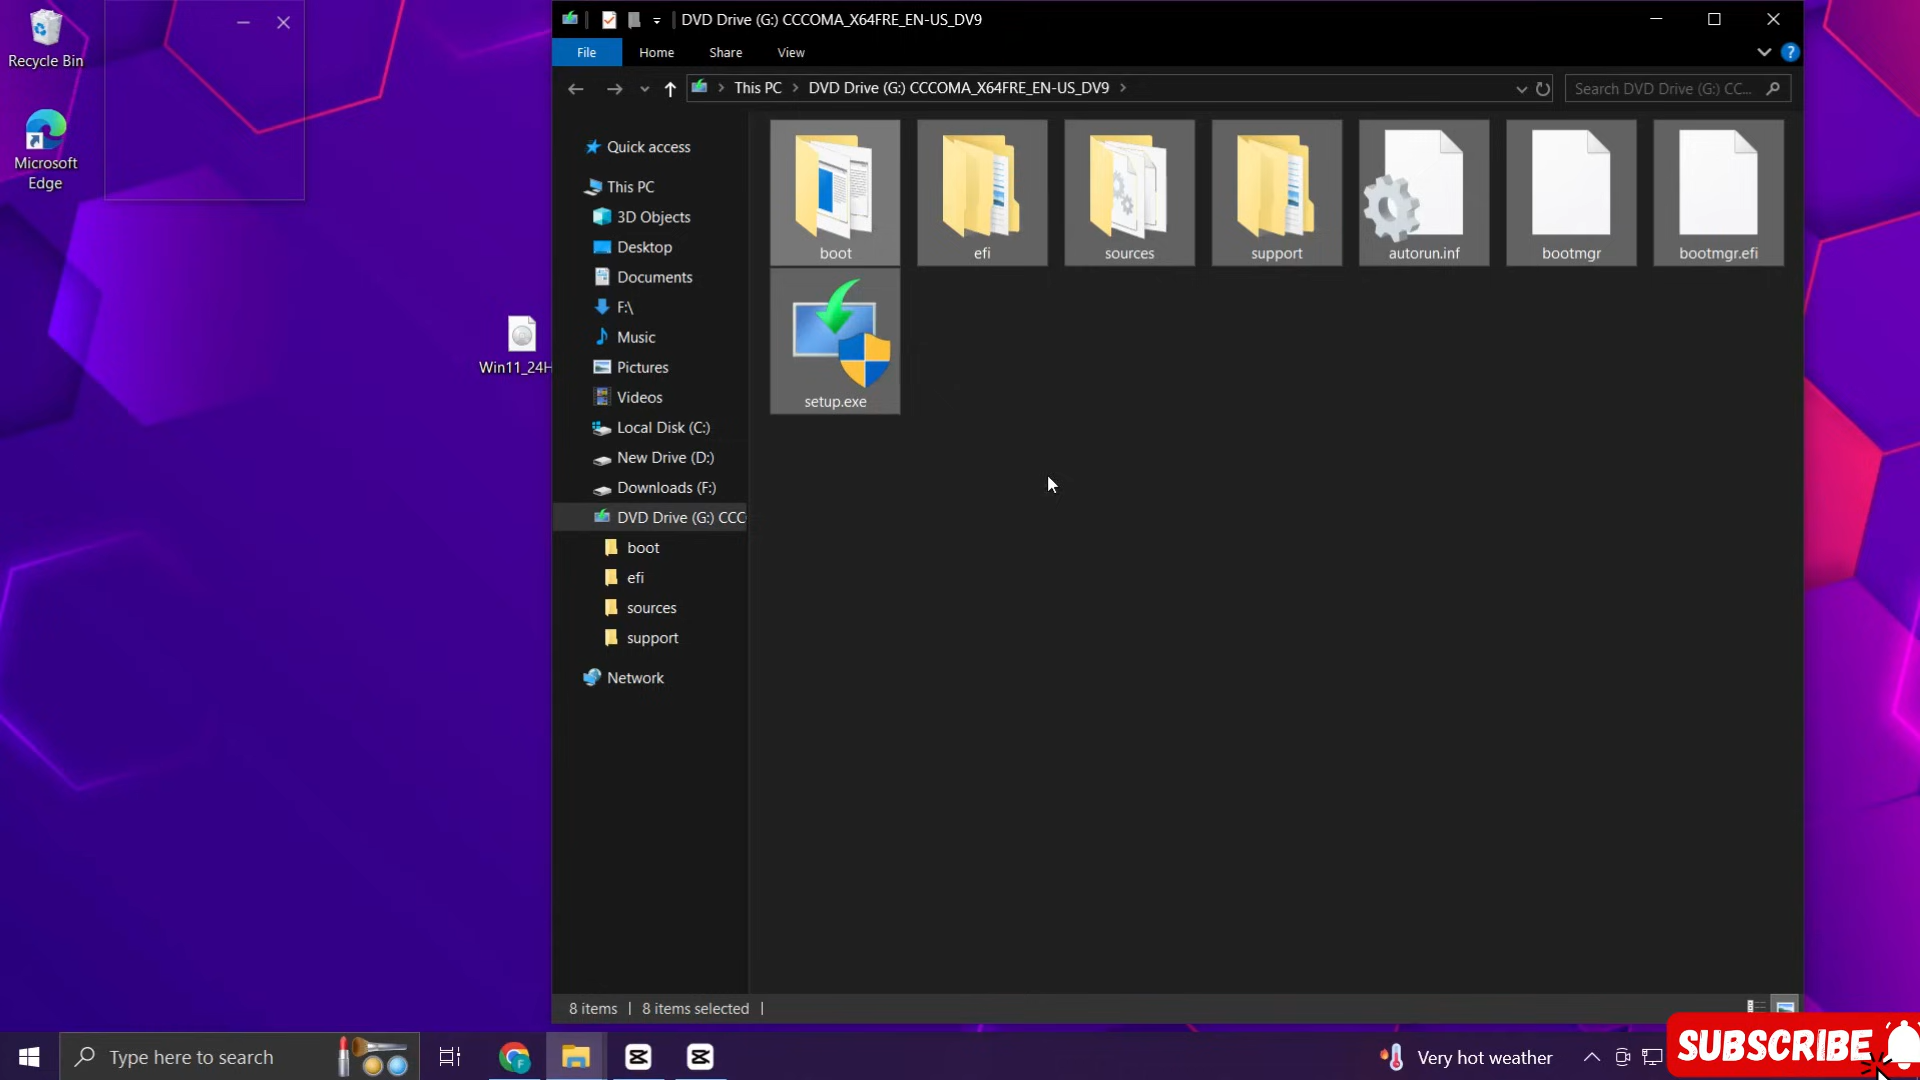 Recycle Bin
Microsoft
Edge
Win11_24H
DVD Drive (G:) CCCOMA_X64FRE_EN-US_DV9
File
Home
Share
View
?
This PC
DVD Drive (G:) CCCOMA_X64FRE_EN-US_DV9
Search DVD Drive (G:) CC...
Quick access
This PC
3D Objects
Desktop
Documents
F:\
Music
Pictures
Videos
Local Disk (C:)
New Drive (D:)
Downloads (F:)
DVD Drive (G:) CCC
boot
efi
sources
support
Network
boot
efi
sources
support
autorun.inf
bootmgr
bootmgr.efi
setup.exe
8 items
8 items selected
Type here to search
F
Very hot weather
SUBSCRIBE